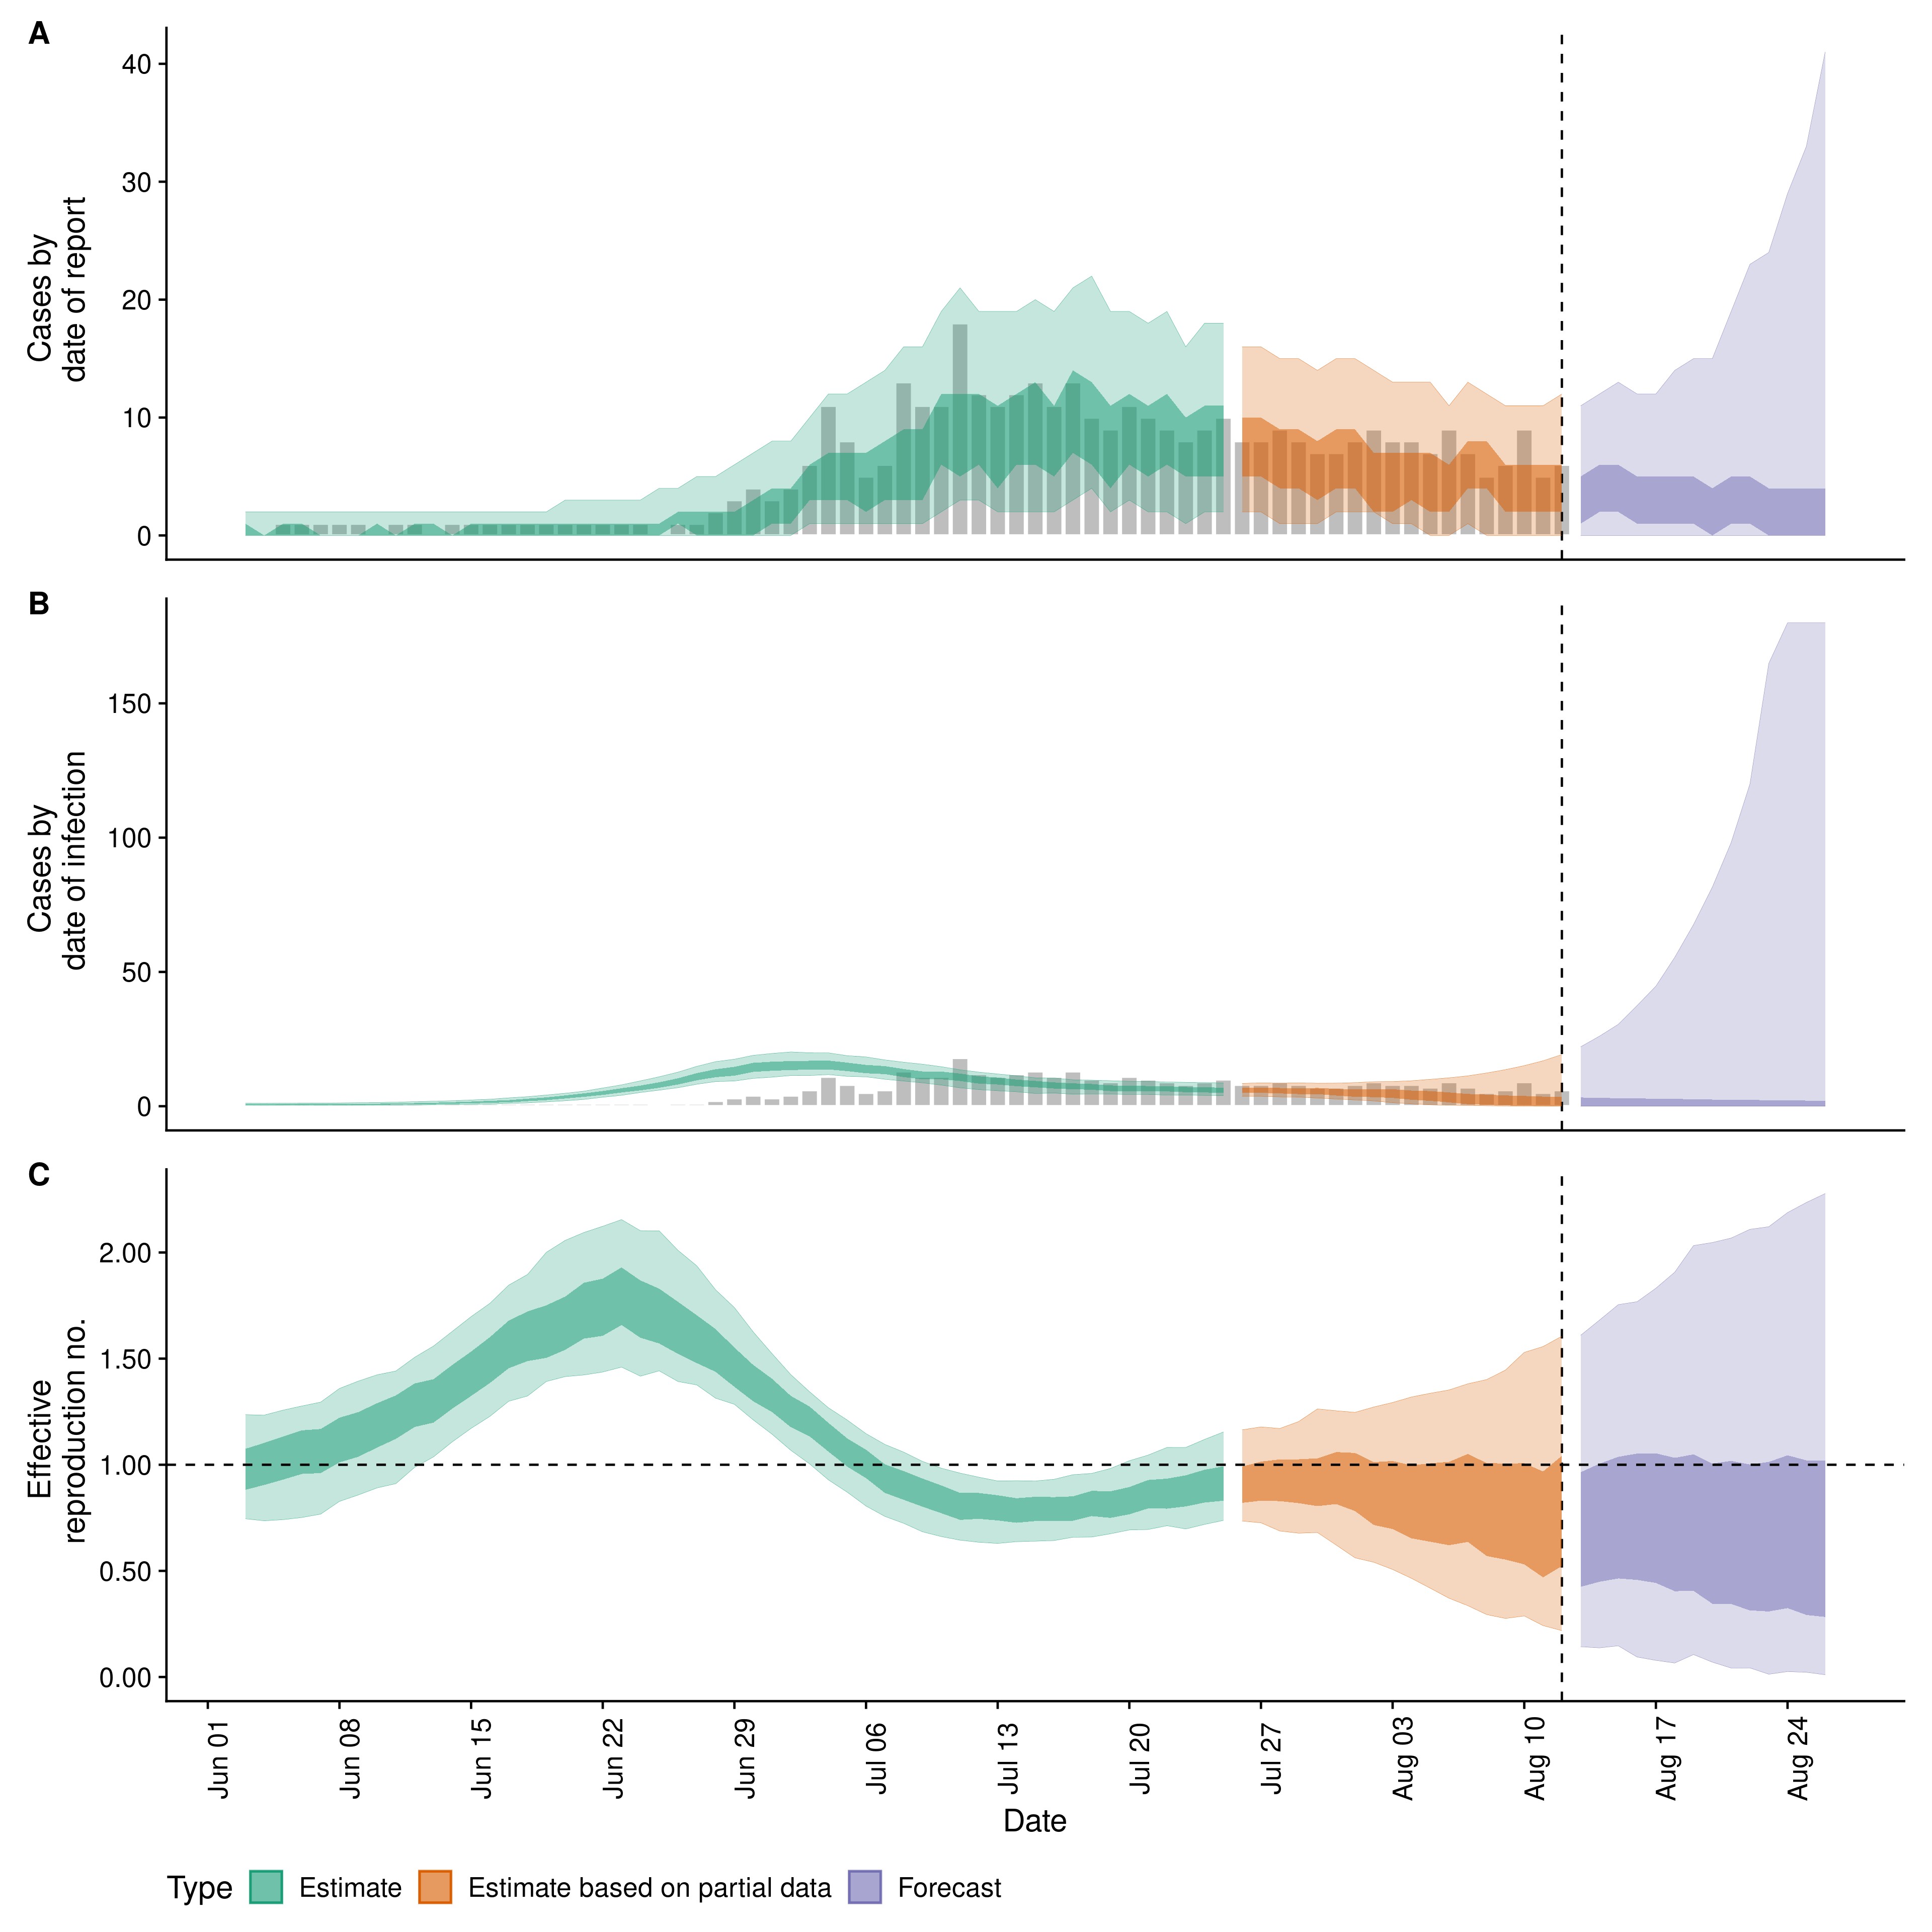 A
40
30
20
10
0
Cases by
date of report
B
150
100
50
0
Cases by
date of infection
C
2.00
1.50
1.00
0.50
0.00
Effective
reproduction no.
Jun 01
Jun 08
Jun 15
Jun 22
Jun 29
Jul 06
Jul 13
Jul 20
Jul 27
Aug 03
Aug 10
Aug 17
Aug 24
Date
Type Estimate Estimate based on partial data Forecast